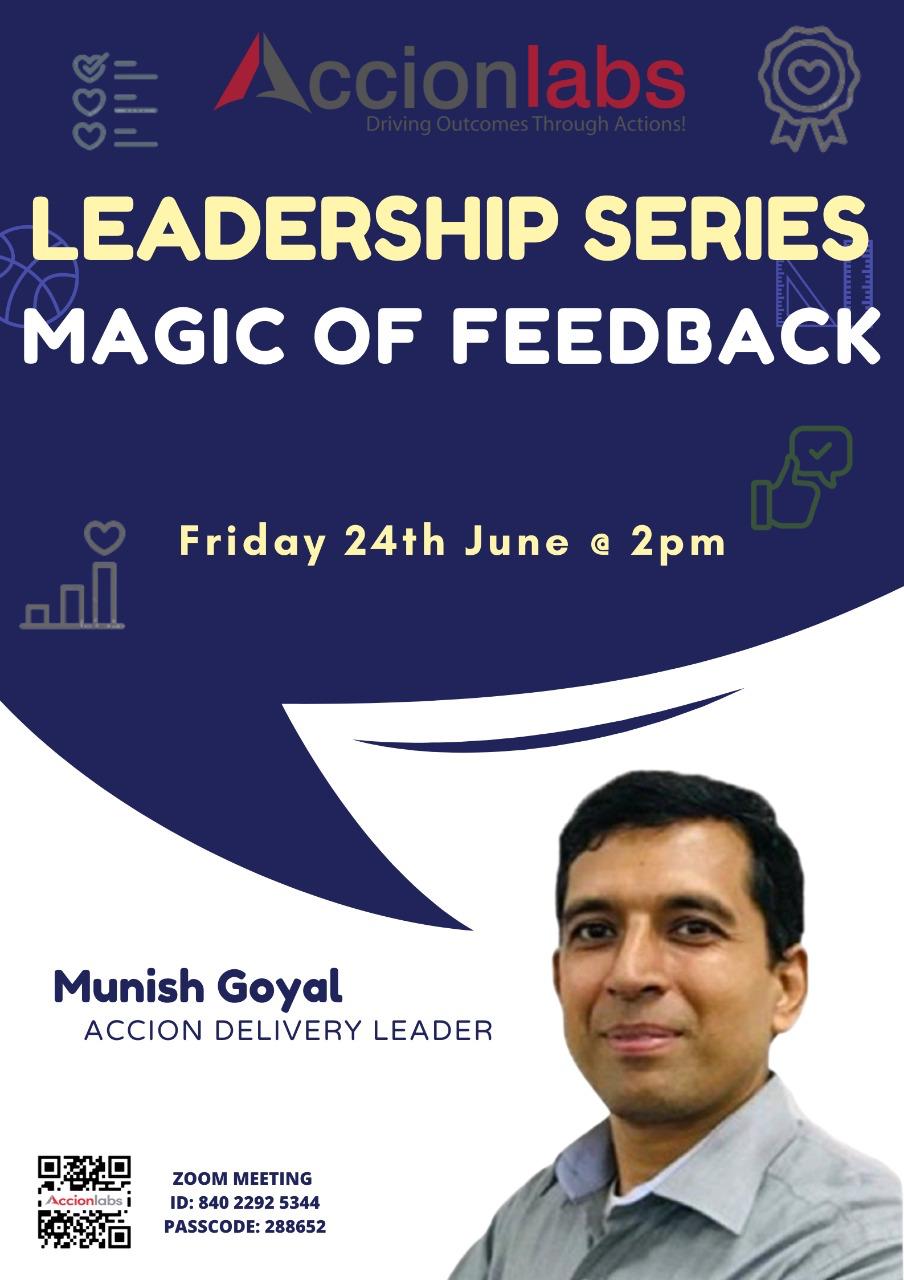 Accionlabs
Driving Outcomes Through Actions!
LEADERSHIP SERIES
MAGIC OF FEEDBACK
Friday 24th June @ 2pm
Munish Goyal
ACCION DELIVERY LEADER
Accionlabs
ZOOM MEETING
ID: 840 2292 5344
PASSCODE: 288652